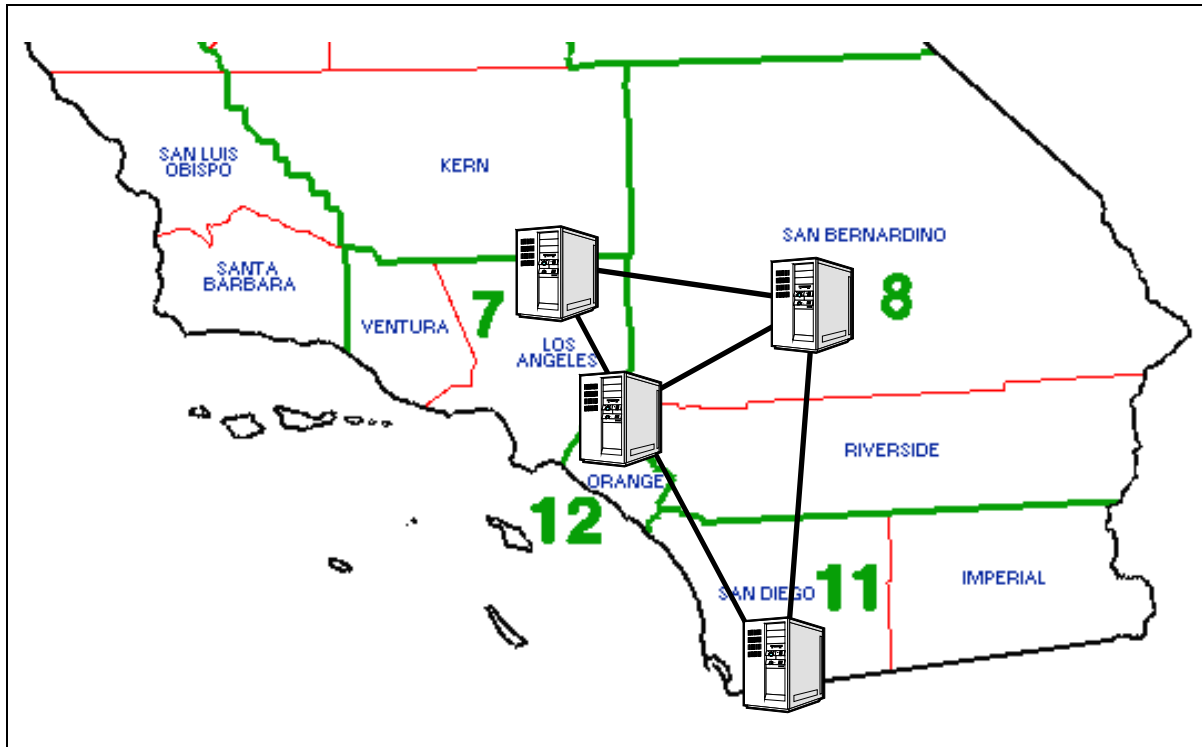 SAN LUIS
OBISPO
KERN
SAN BERNARDINO
SANTA
BARBARA
7
8
VENTURA
LOS
ANGELES
RIVERSIDE
ORANGE
12
SAN DIEGO
11
IMPERIAL